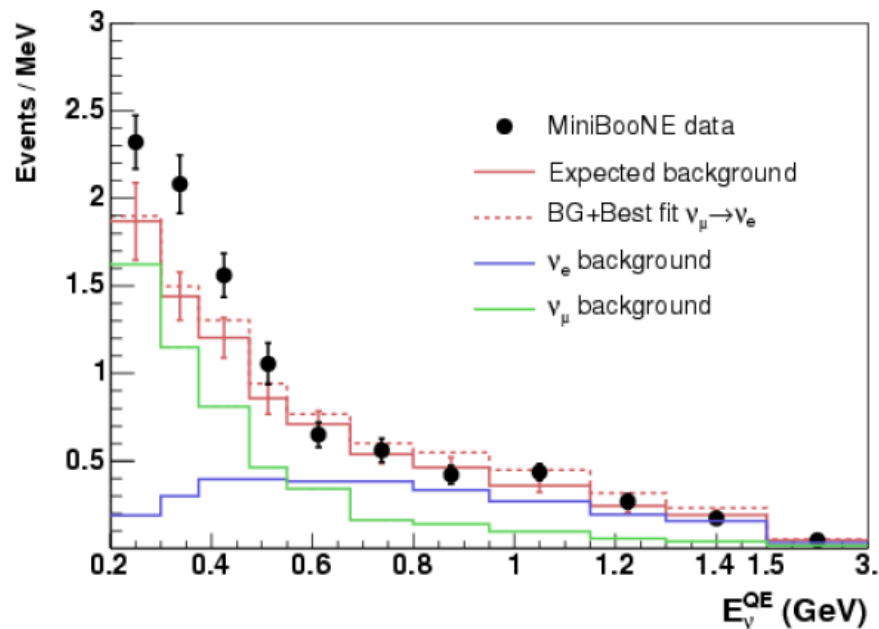 Events / MeV
3
2.5
2
1.5
1
0.5
MiniBooNE data
Expected background
BG+Best fit νμ→νe
νe background
νμ background
0.2 0.4 0.6 0.8 1 1.2 1.4 1.5 3.
EνQE (GeV)